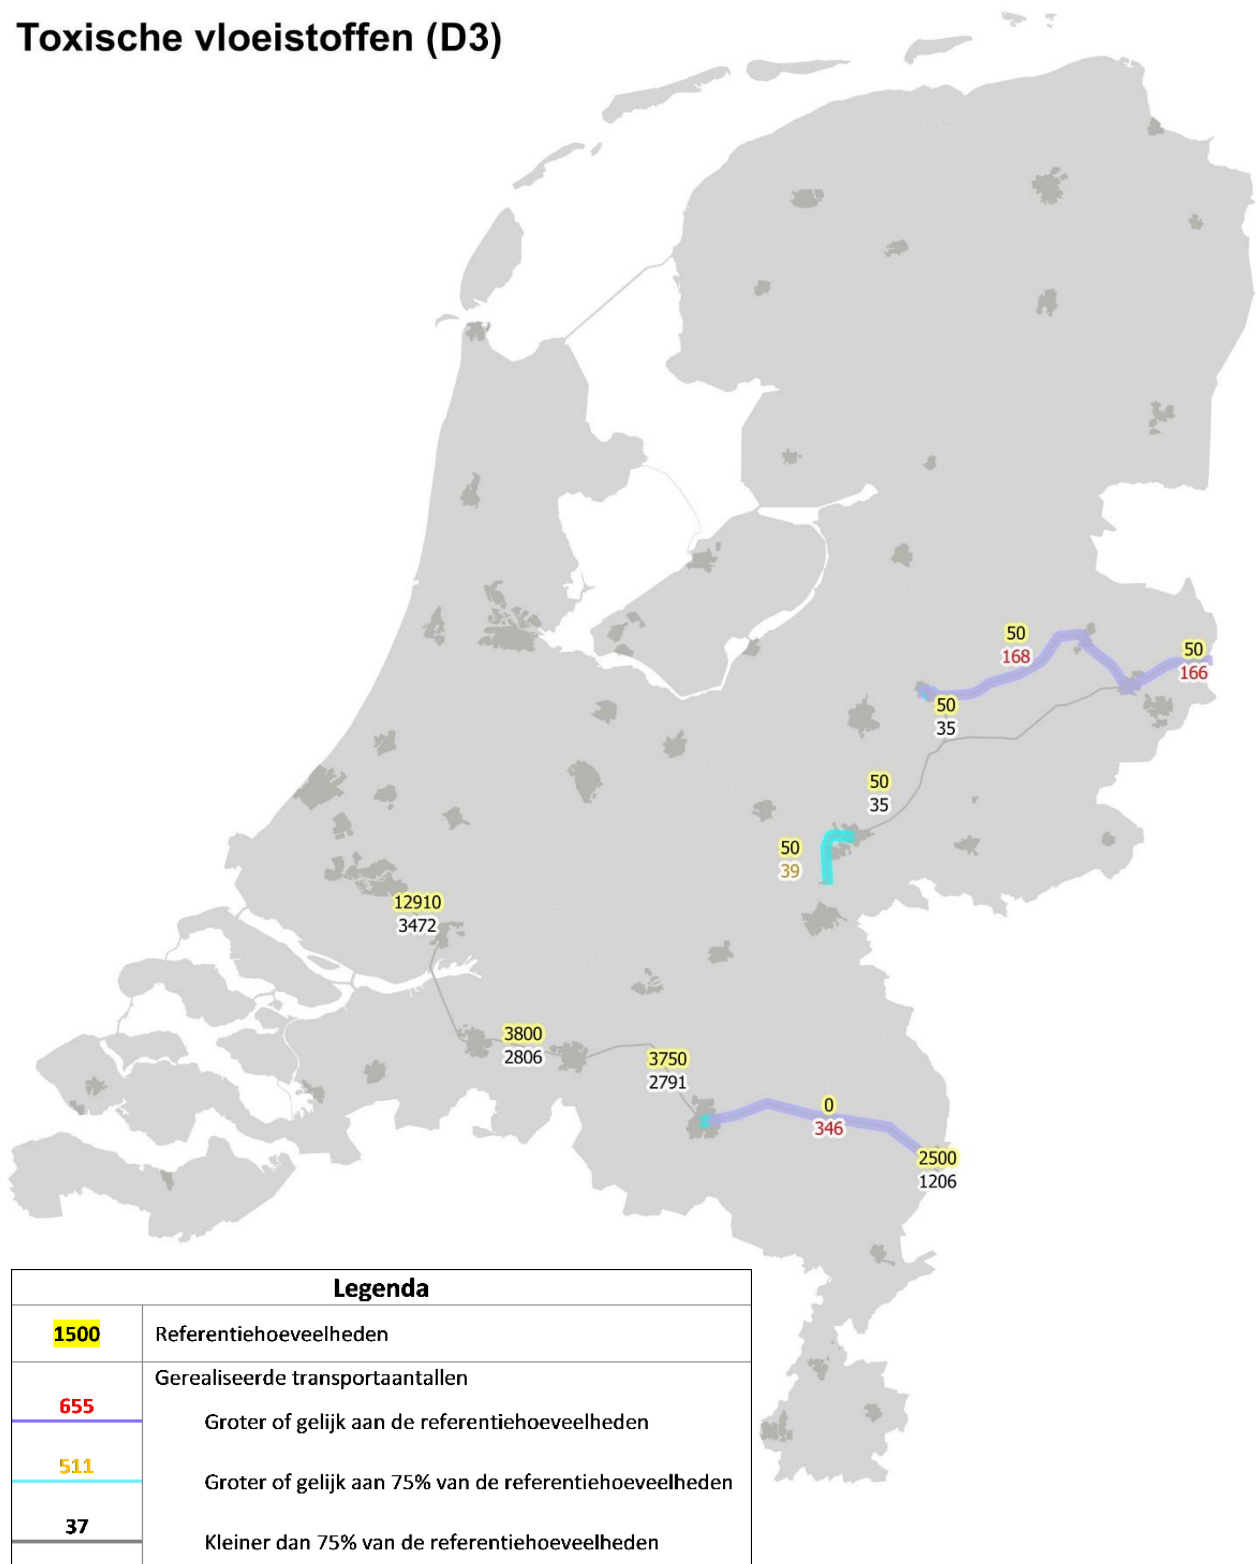 Toxische vloeistoffen (D3)
50
168
50
166
50
35
50
35
50
39
12910
3472
3800
2806
3750
2791
0
346
2500
1206
Legenda
1500 Referentiehoeveelheden
Gerealiseerde transportaantallen
655 Groter of gelijk aan de referentiehoeveelheden
511 Groter of gelijk aan 75% van de referentiehoeveelheden
37 Kleiner dan 75% van de referentiehoeveelheden